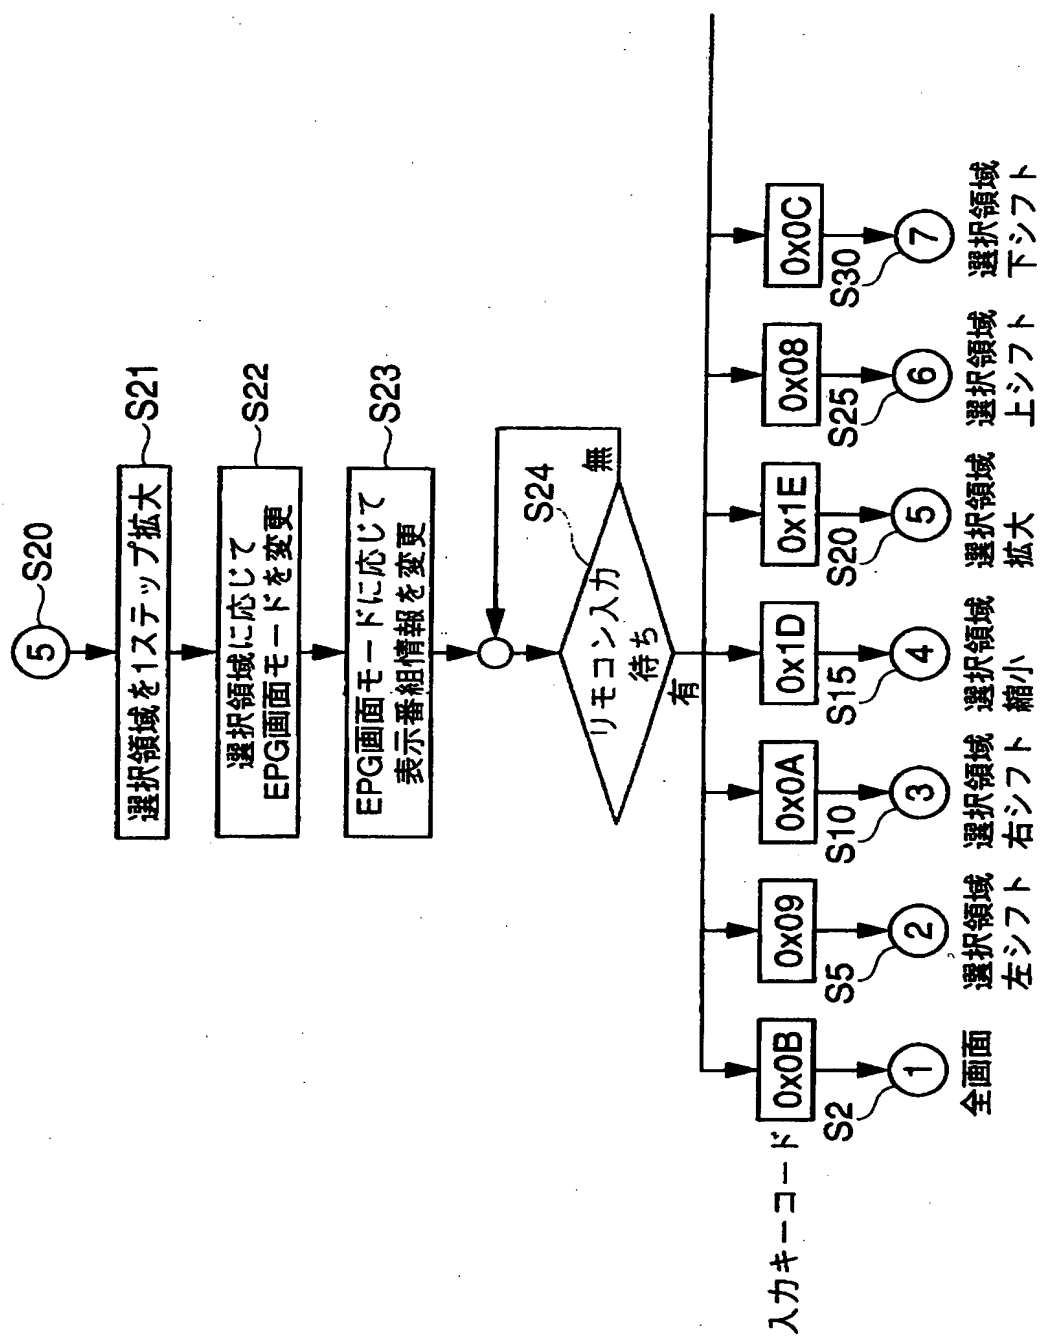 5
S20
選択領域を1ステップ拡大
S21
選択領域に応じて
EPG画面モードを変更
S22
EPG画面モードに応じて
表示番組情報を変更
S23
リモコン入力
待ち
S24
無
有
入力キーコード
0x0B
0x09
0x0A
0x1D
0x1E
0x08
0x0C
S2
S5
S10
S15
S20
S25
S30
1
2
3
4
5
6
7
全画面
選択領域
左シフト
選択領域
右シフト
選択領域
縮小
選択領域
拡大
選択領域
上シフト
選択領域
下シフト